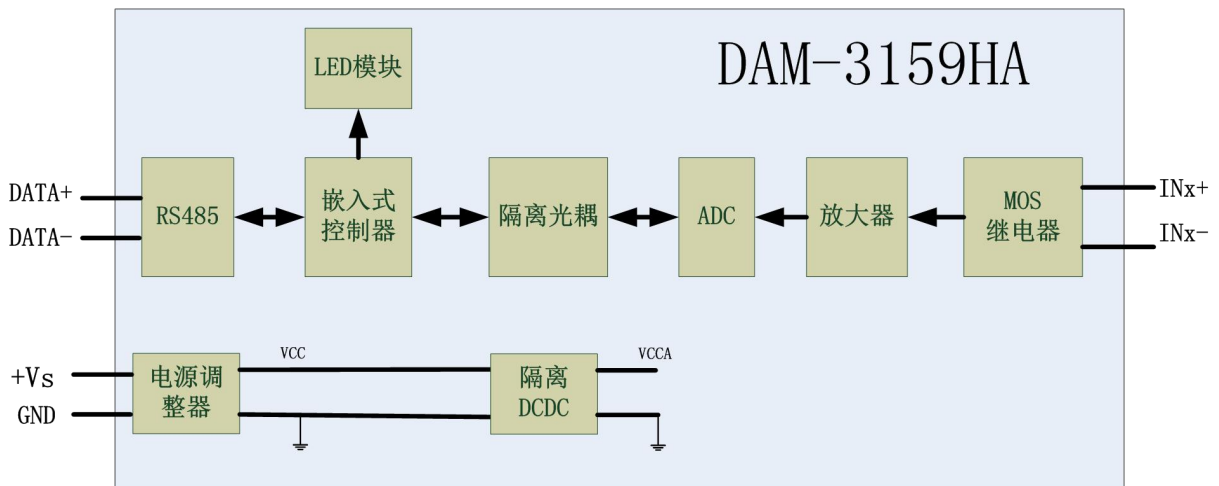 DAM-3159HA
LED模块
DATA+
DATA-
RS485
嵌入式
控制器
隔离光耦
ADC
放大器
MOS
继电器
INx+
INx-
+Vs
GND
电源调
整器
VCC
隔离
DCDC
VCCA